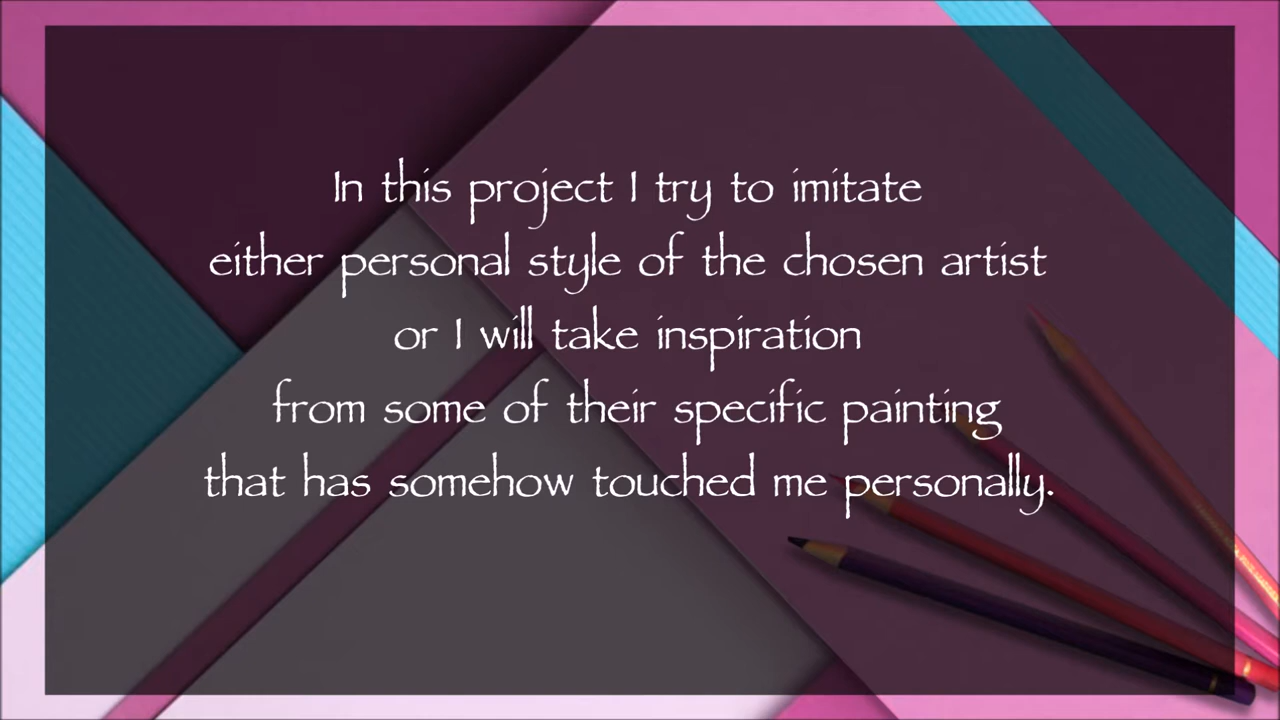 In this project I try to imitate
either personal style of the chosen artist
or I will take inspiration
from some of their specific painting
that has somehow touched me personally.